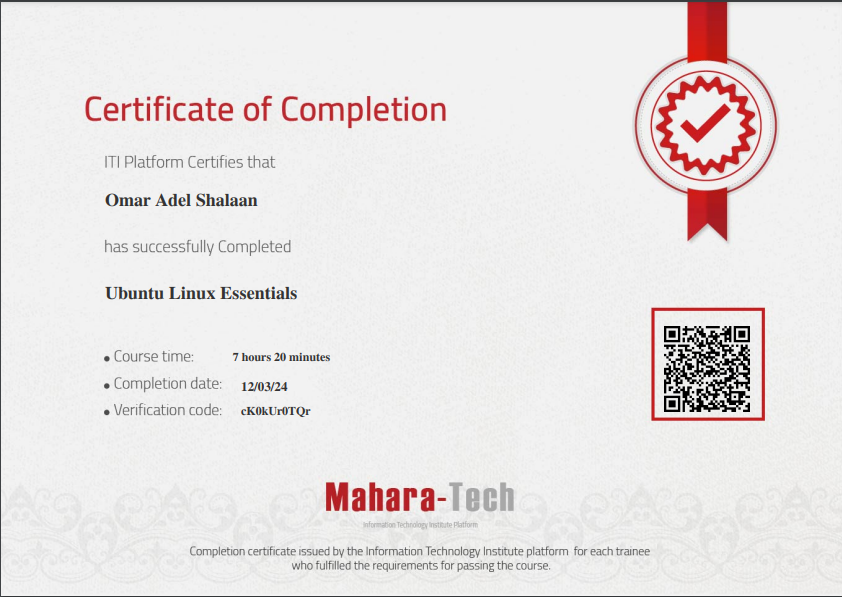 Certificate of Completion
ITI Platform Certifies that
Omar Adel Shalaan
has successfully Completed
Ubuntu Linux Essentials
Course time: 7 hours 20 minutes
Completion date: 12/03/24
Verification code: cK0kUr0TQr
Mahara-Tech
Information Technology Institute Platform
Completion certificate issued by the Information Technology Institute platform for each trainee
who fulfilled the requirements for passing the course.